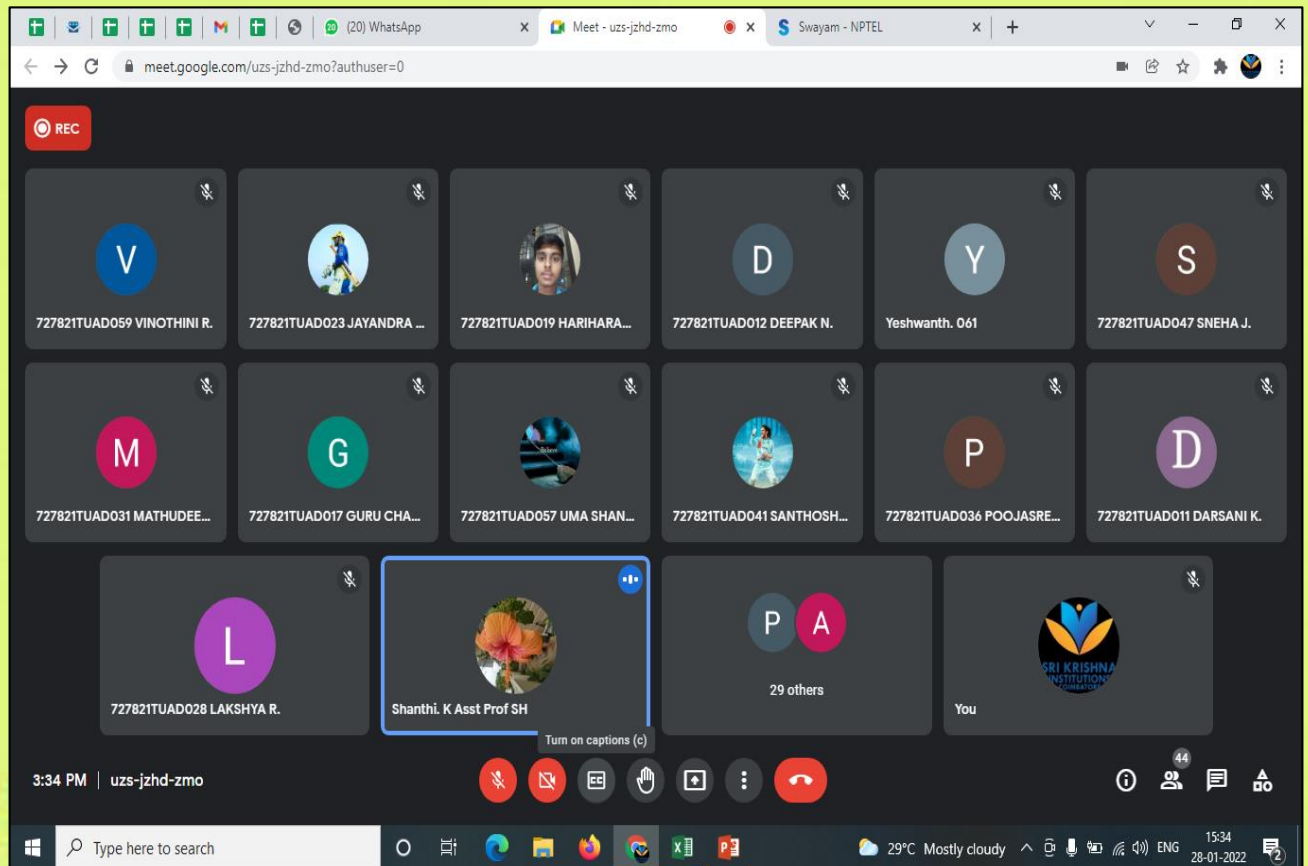 (20) WhatsApp
Meet - uzs-jzhd-zmo
Swayam - NPTEL
meet.google.com/uzs-jzhd-zmo?authuser=0
REC
V
D
Y
S
727821TUAD059 VINOTHINI R.
727821TUAD023 JAYANDRA ...
727821TUAD019 HARIHARA...
727821TUAD012 DEEPAK N.
Yeshwanth. 061
727821TUAD047 SNEHA J.
M
G
Believe
P
D
727821TUAD031 MATHUDEE...
727821TUAD017 GURU CHA...
727821TUAD057 UMA SHAN...
727821TUAD041 SANTHOSH...
727821TUAD036 POOJASRE...
727821TUAD011 DARSANI K.
L
P A
SRI KRISHNA
INSTITUTIONS
COIMBATORE
727821TUAD028 LAKSHYA R.
Shanthi. K Asst Prof SH
29 others
You
Turn on captions (c)
3:34 PM | uzs-jzhd-zmo
44
Type here to search
29°C Mostly cloudy
ENG
15:34
28-01-2022
2